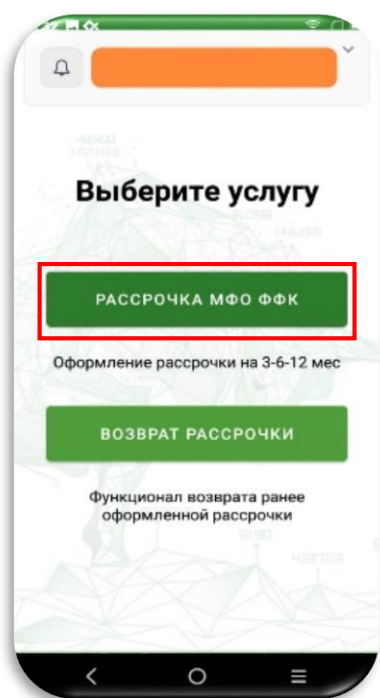 Выберите услугу
РАССРОЧКА МФО ФФК
Оформление рассрочки на 3-6-12 мес
ВОЗВРАТ РАССРОЧКИ
Функционал возврата ранее
оформленной рассрочки